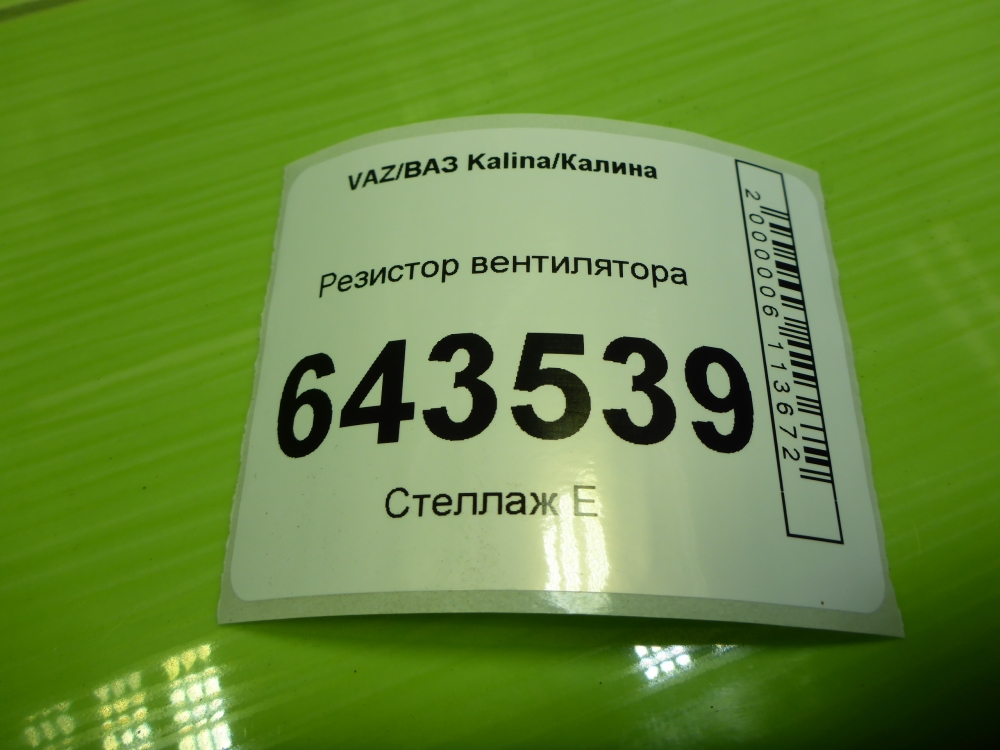 VAZ/ВАЗ Kalina/Калина
Резистор вентилятора
643539
Стеллаж Е
2000006113672